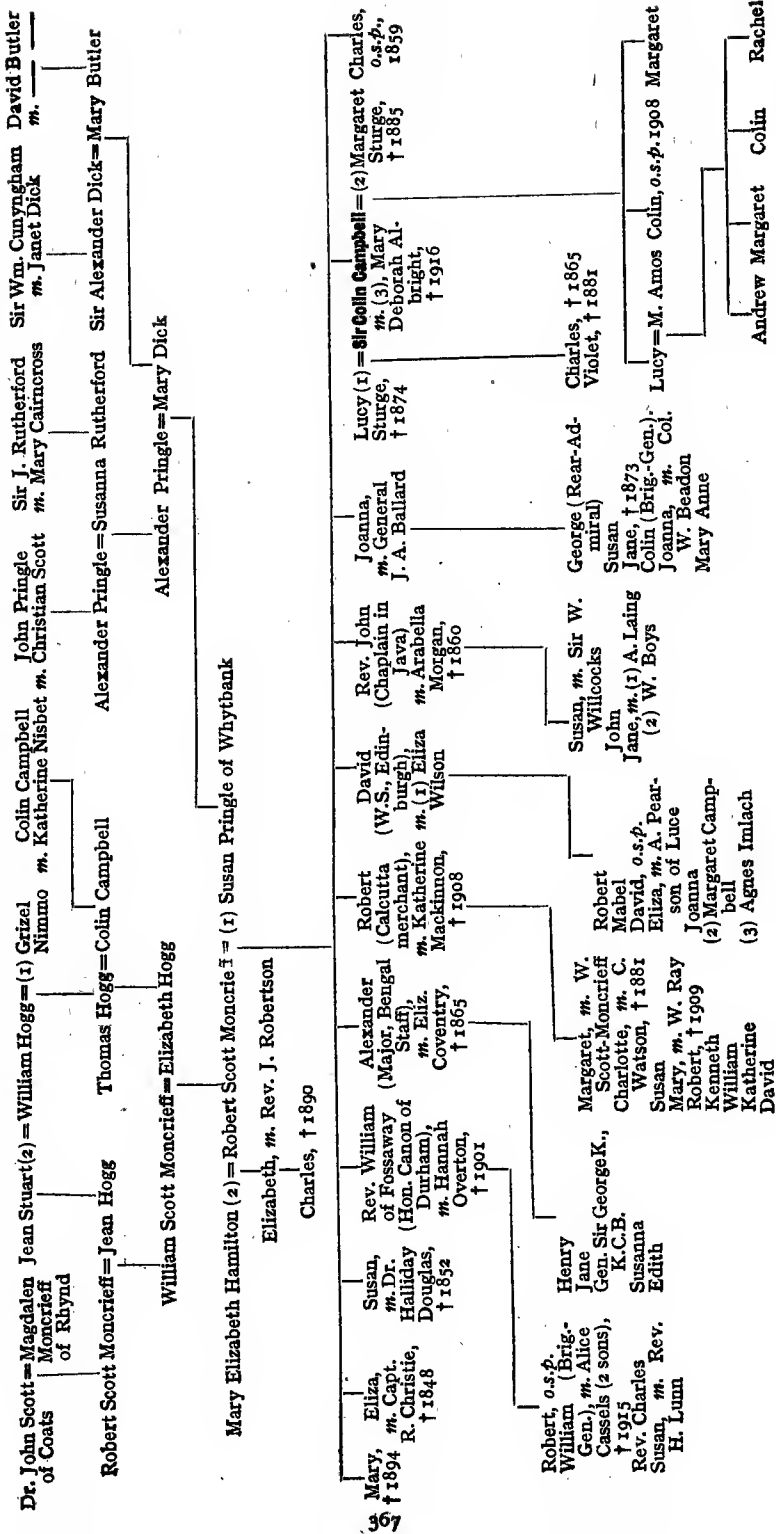 Dr. John Scott=Magdalen Jean Stuart(2)=William Hogg=(1) Grizel Colin Campbell John Pringle Sir J. Rutherford Sir Wm. Cunyngham David Butler
of Coats Moncrieff Nimmo m. Katherine Nisbet m. Christian Scott m. Mary Cairncross m. Janet Dick m. —— ——
of Rhynd
Robert Scott Moncrieff=Jean Hogg Thomas Hogg=Colin Campbell Alexander Pringle=Susanna Rutherford Sir Alexander Dick=Mary Butler
William Scott Moncrieff=Elizabeth Hogg Alexander Pringle=Mary Dick
Mary Elizabeth Hamilton (2)=Robert Scott Moncrieff=(1) Susan Pringle of Whytbank
Elizabeth, m. Rev. J. Robertson
Charles, †1890
Mary,
†1894
Eliza,
m. Capt.
R. Christie,
†1848
Susan,
m. Dr.
Halliday
Douglas,
†1852
Rev. William
of Fossaway
(Hon. Canon of
Durham),
m. Hannah
Overton,
†1901
Alexander
(Major, Bengal
Staff),
m. Eliz.
Coventry,
†1865
Robert
(Calcutta
merchant),
m. Katherine
Mackinnon,
†1908
David
(W.S., Edin-
burgh),
m. (1) Eliza
Wilson
Rev. John
(Chaplain in
Java)
m. Arabella
Morgan,
†1860
Joanna,
m. General
J. A. Ballard
Lucy (1)=Sir Colin Campbell=(2) Margaret
Sturge,
†1874
m. (3), Mary
Deborah Al-
bright,
†1916
Sturge,
†1885
Charles,
o.s.p.,
1859
Robert, o.s.p.
William (Brig.-
Gen.), m. Alice
Cassels (2 sons),
†1915
Rev. Charles
Susan, m. Rev.
H. Lunn
Henry
Jane
Gen. Sir George K.,
K.C.B.
Susanna
Edith
Margaret, m. W.
Scott-Moncrieff
Charlotte, m. C.
Watson, †1881
Susan
Mary, m. W. Ray
Robert, †1909
Kenneth
William
Katherine
David
Robert
Mabel
David, o.s.p.
Eliza, m. A. Pear-
son of Luce
Joanna
(2) Margaret Camp-
bell
(3) Agnes Imlach
Susan, m. Sir W.
Willcocks
John
Jane, m. (1) A. Laing
(2) W. Boys
George (Rear-Ad-
miral)
Susan
Jane, †1873
Colin (Brig.-Gen.)-
Joanna, m. Col.
W. Beadon
Mary Anne
Charles, †1865
Violet, †1881
Lucy=M. Amos Colin, o.s.p. 1908 Margaret
Andrew Margaret Colin Rachel
367